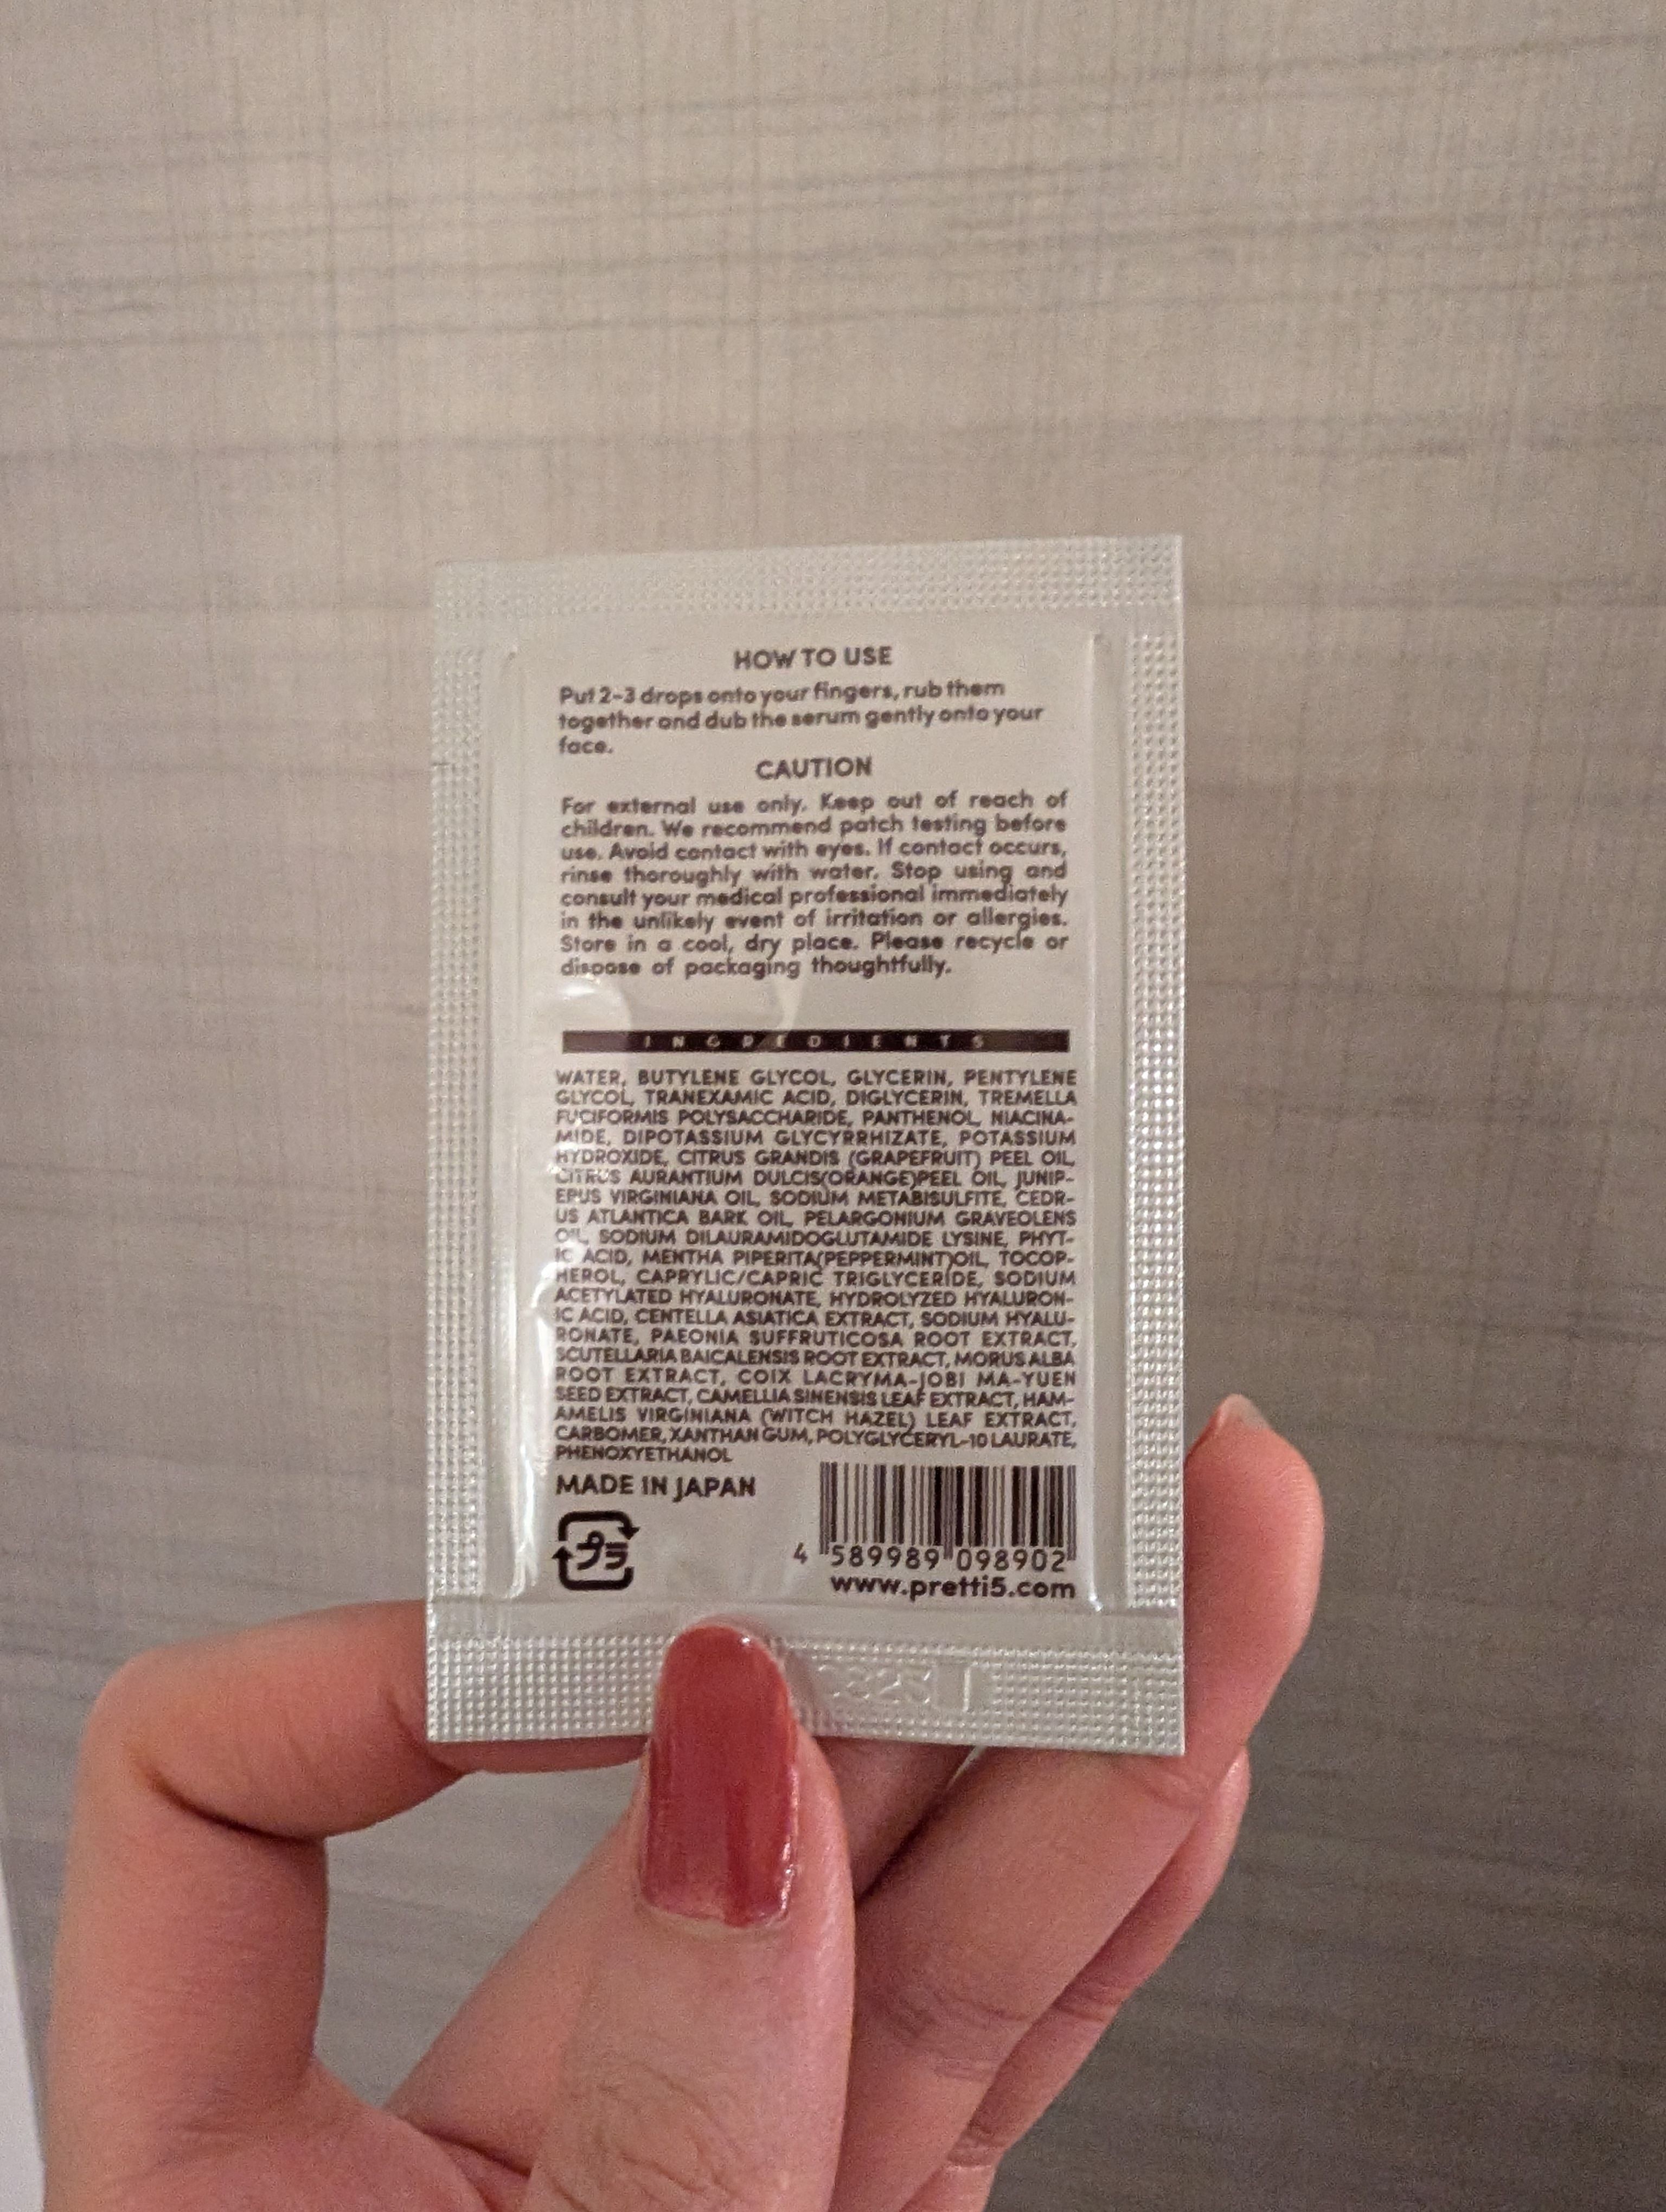 HOW TO USE
Put 2-3 drops onto your fingers, rub them
together and dub the serum gently onto your
face.
CAUTION
For external use only. Keep out of reach of
children. We recommend patch testing before
use. Avoid contact with eyes. If contact occurs,
rinse thoroughly with water. Stop using and
consult your medical professional immediately
in the unlikely event of irritation or allergies.
Store in a cool, dry place. Please recycle or
dispose of packaging thoughtfully.
INGREDIENTS
WATER, BUTYLENE GLYCOL, GLYCERIN, PENTYLENE
GLYCOL, TRANEXAMIC ACID, DIGLYCERIN, TREMELLA
FUCIFORMIS POLYSACCHARIDE, PANTHENOL, NIACINA-
MIDE, DIPOTASSIUM GLYCYRRHIZATE, POTASSIUM
HYDROXIDE, CITRUS GRANDIS (GRAPEFRUIT) PEEL OIL,
CITRUS AURANTIUM DULCIS(ORANGE)PEEL OIL, JUNIP-
EPUS VIRGINIANA OIL, SODIUM METABISULFITE, CEDR-
US ATLANTICA BARK OIL, PELARGONIUM GRAVEOLENS
OIL, SODIUM DILAURAMIDOGLUTAMIDE LYSINE, PHYT-
IC ACID, MENTHA PIPERITA(PEPPERMINT)OIL, TOCOP-
HEROL, CAPRYLIC/CAPRIC TRIGLYCERIDE, SODIUM
ACETYLATED HYALURONATE, HYDROLYZED HYALURON-
IC ACID, CENTELLA ASIATICA EXTRACT, SODIUM HYALU-
RONATE, PAEONIA SUFFRUTICOSA ROOT EXTRACT,
SCUTELLARIA BAICALENSIS ROOT EXTRACT, MORUS ALBA
ROOT EXTRACT, COIX LACRYMA-JOBI MA-YUEN
SEED EXTRACT, CAMELLIA SINENSIS LEAF EXTRACT, HAM-
AMELIS VIRGINIANA (WITCH HAZEL) LEAF EXTRACT,
CARBOMER, XANTHAN GUM, POLYGLYCERYL-10 LAURATE,
PHENOXYETHANOL
MADE IN JAPAN
プラ
4 589989 098902
www.pretti5.com